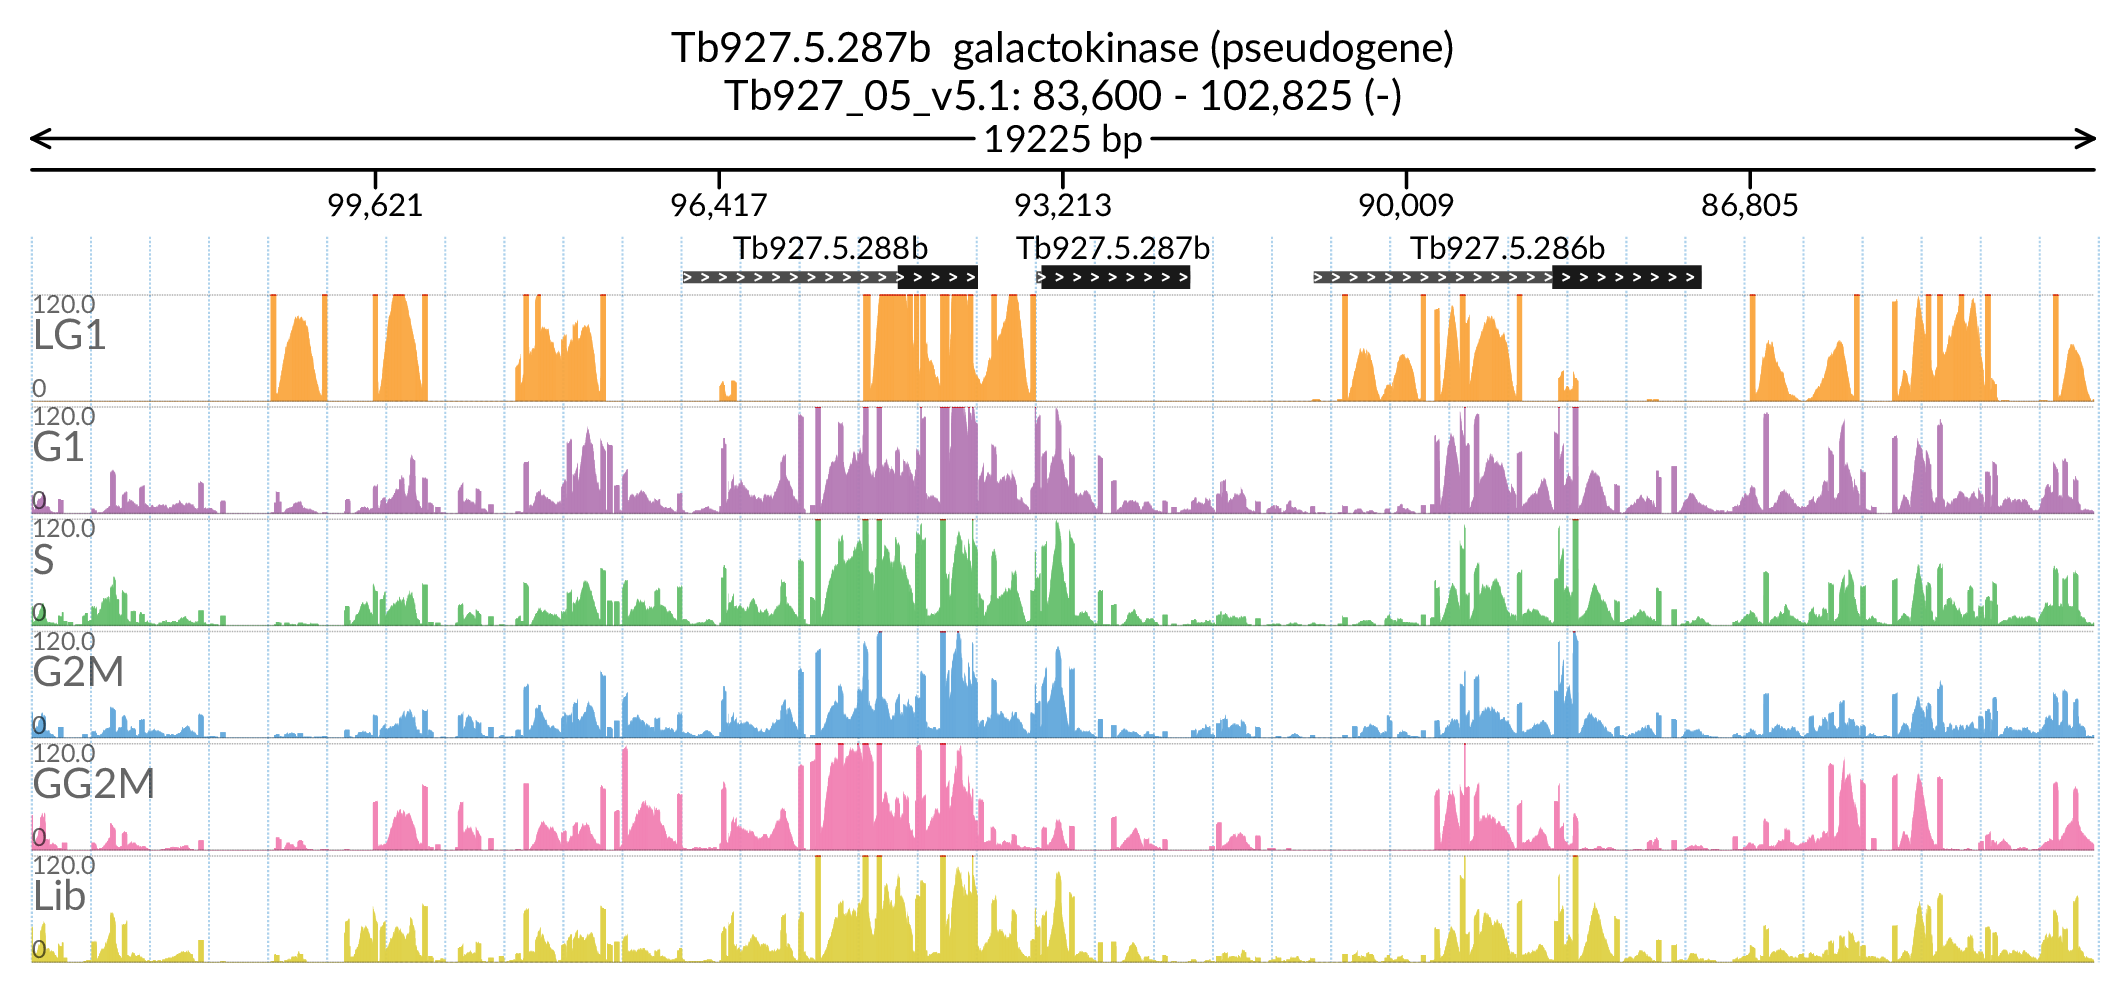 Tb927.5.287b  galactokinase (pseudogene)
Tb927_05_v5.1: 83,600 - 102,825 (-)
19225 bp
99,621 96,417 93,213 90,009 86,805
Tb927.5.288b Tb927.5.287b Tb927.5.286b
120.0
LG1
0
120.0
G1
0
120.0
S
0
120.0
G2M
0
120.0
GG2M
0
120.0
Lib
0